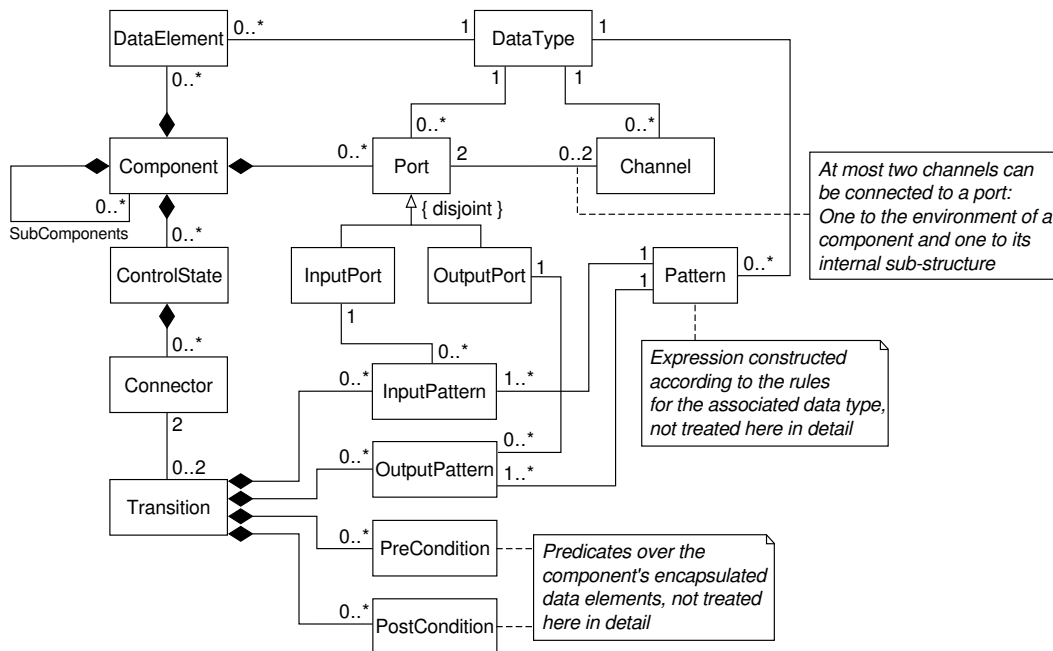 DataElement
0..*
1
DataType
1
0..*
1
1
0..*
0..*
Component
0..*
Port
2
0..2
Channel
0..*
SubComponents
{ disjoint }
At most two channels can
be connected to a port:
One to the environment of a
component and one to its
internal sub-structure
0..*
ControlState
InputPort
OutputPort
1
1
1
Pattern
0..*
1
0..*
0..*
Connector
0..*
InputPattern
1..*
Expression constructed
according to the rules
for the associated data type,
not treated here in detail
2
0..2
0..*
OutputPattern
0..*
1..*
Transition
0..*
PreCondition
Predicates over the
component's encapsulated
data elements, not treated
here in detail
0..*
PostCondition